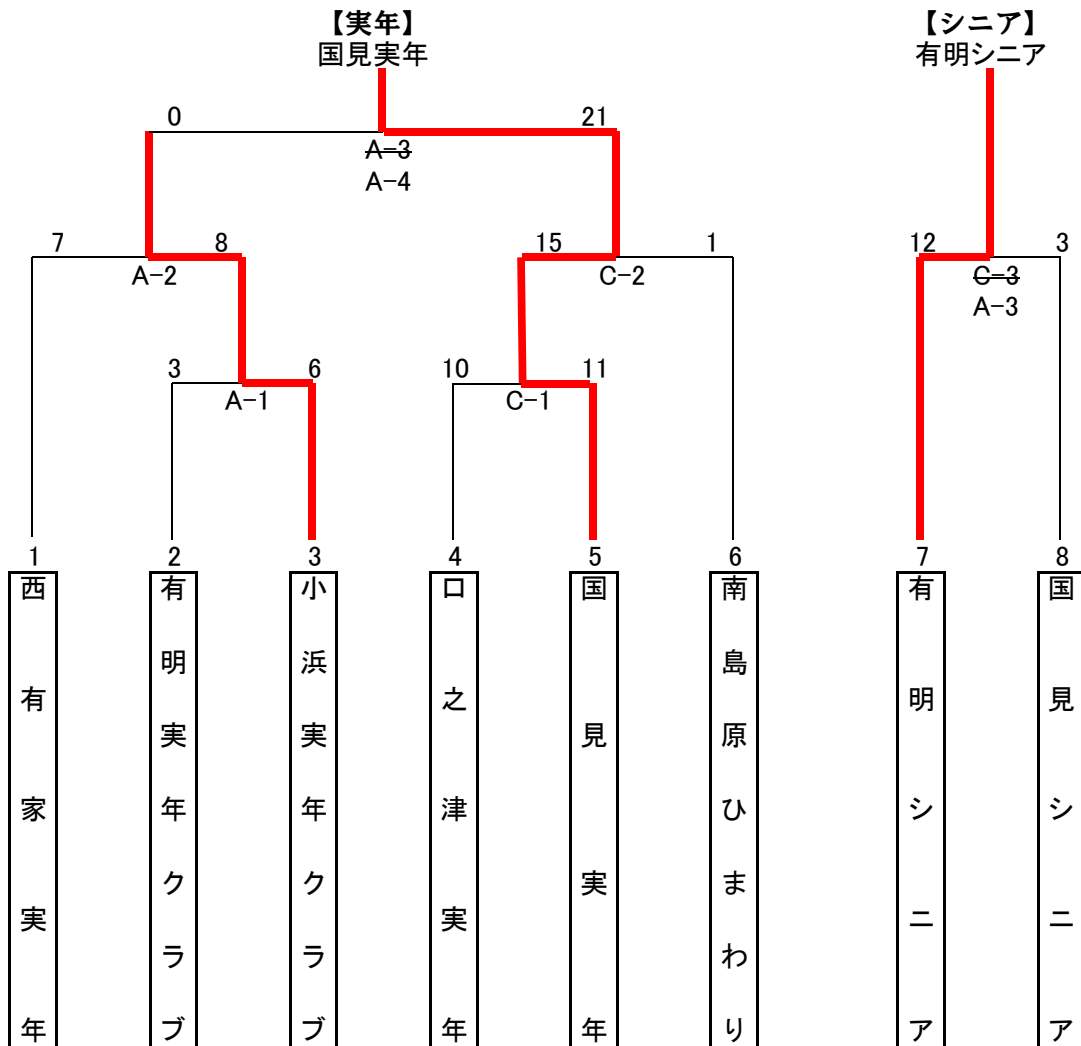 【実年】
国見実年
【シニア】
有明シニア
0
21
A-3
A-4
7
8
15
1
12
3
A-2
C-2
C-3
A-3
3
6
10
11
A-1
C-1
1
2
3
4
5
6
7
8
西有家実年
有明実年クラブ
小浜実年クラブ
口之津実年
国見実年
南島原ひまわり
有明シニア
国見シニア